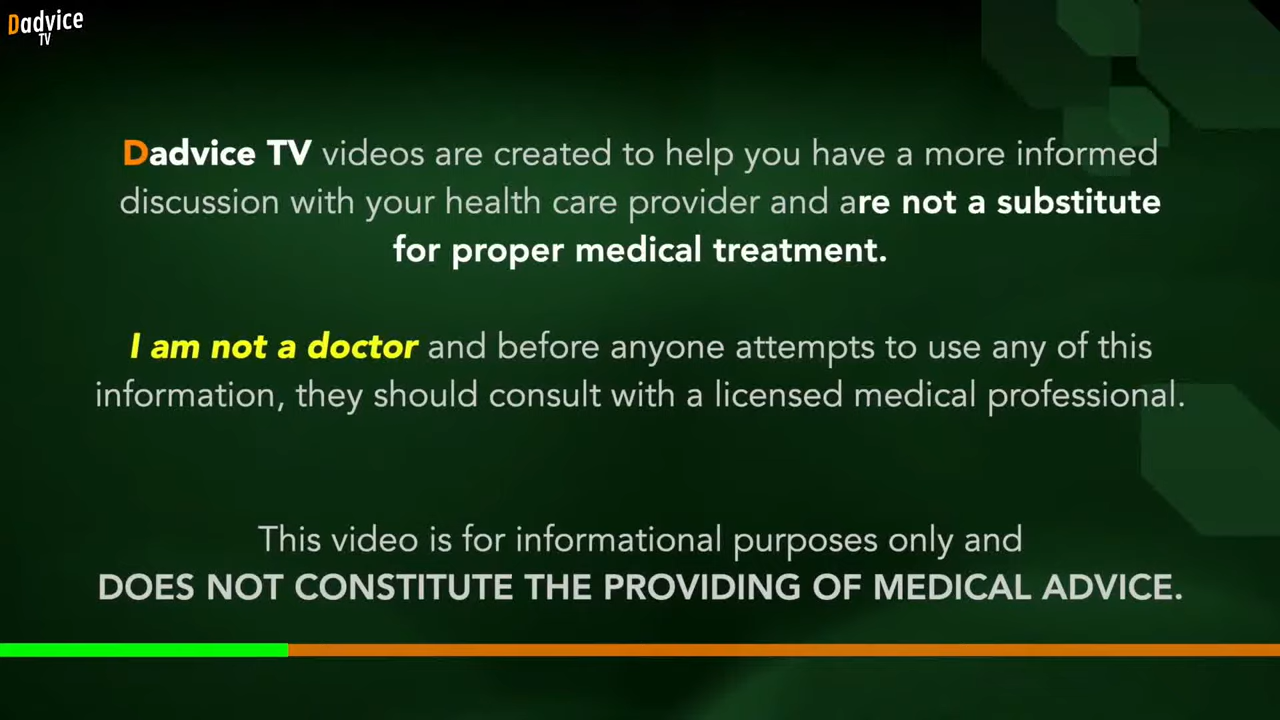 Dadvice
TV
Dadvice TV videos are created to help you have a more informed
discussion with your health care provider and are not a substitute
for proper medical treatment.
I am not a doctor and before anyone attempts to use any of this
information, they should consult with a licensed medical professional.
This video is for informational purposes only and
DOES NOT CONSTITUTE THE PROVIDING OF MEDICAL ADVICE.